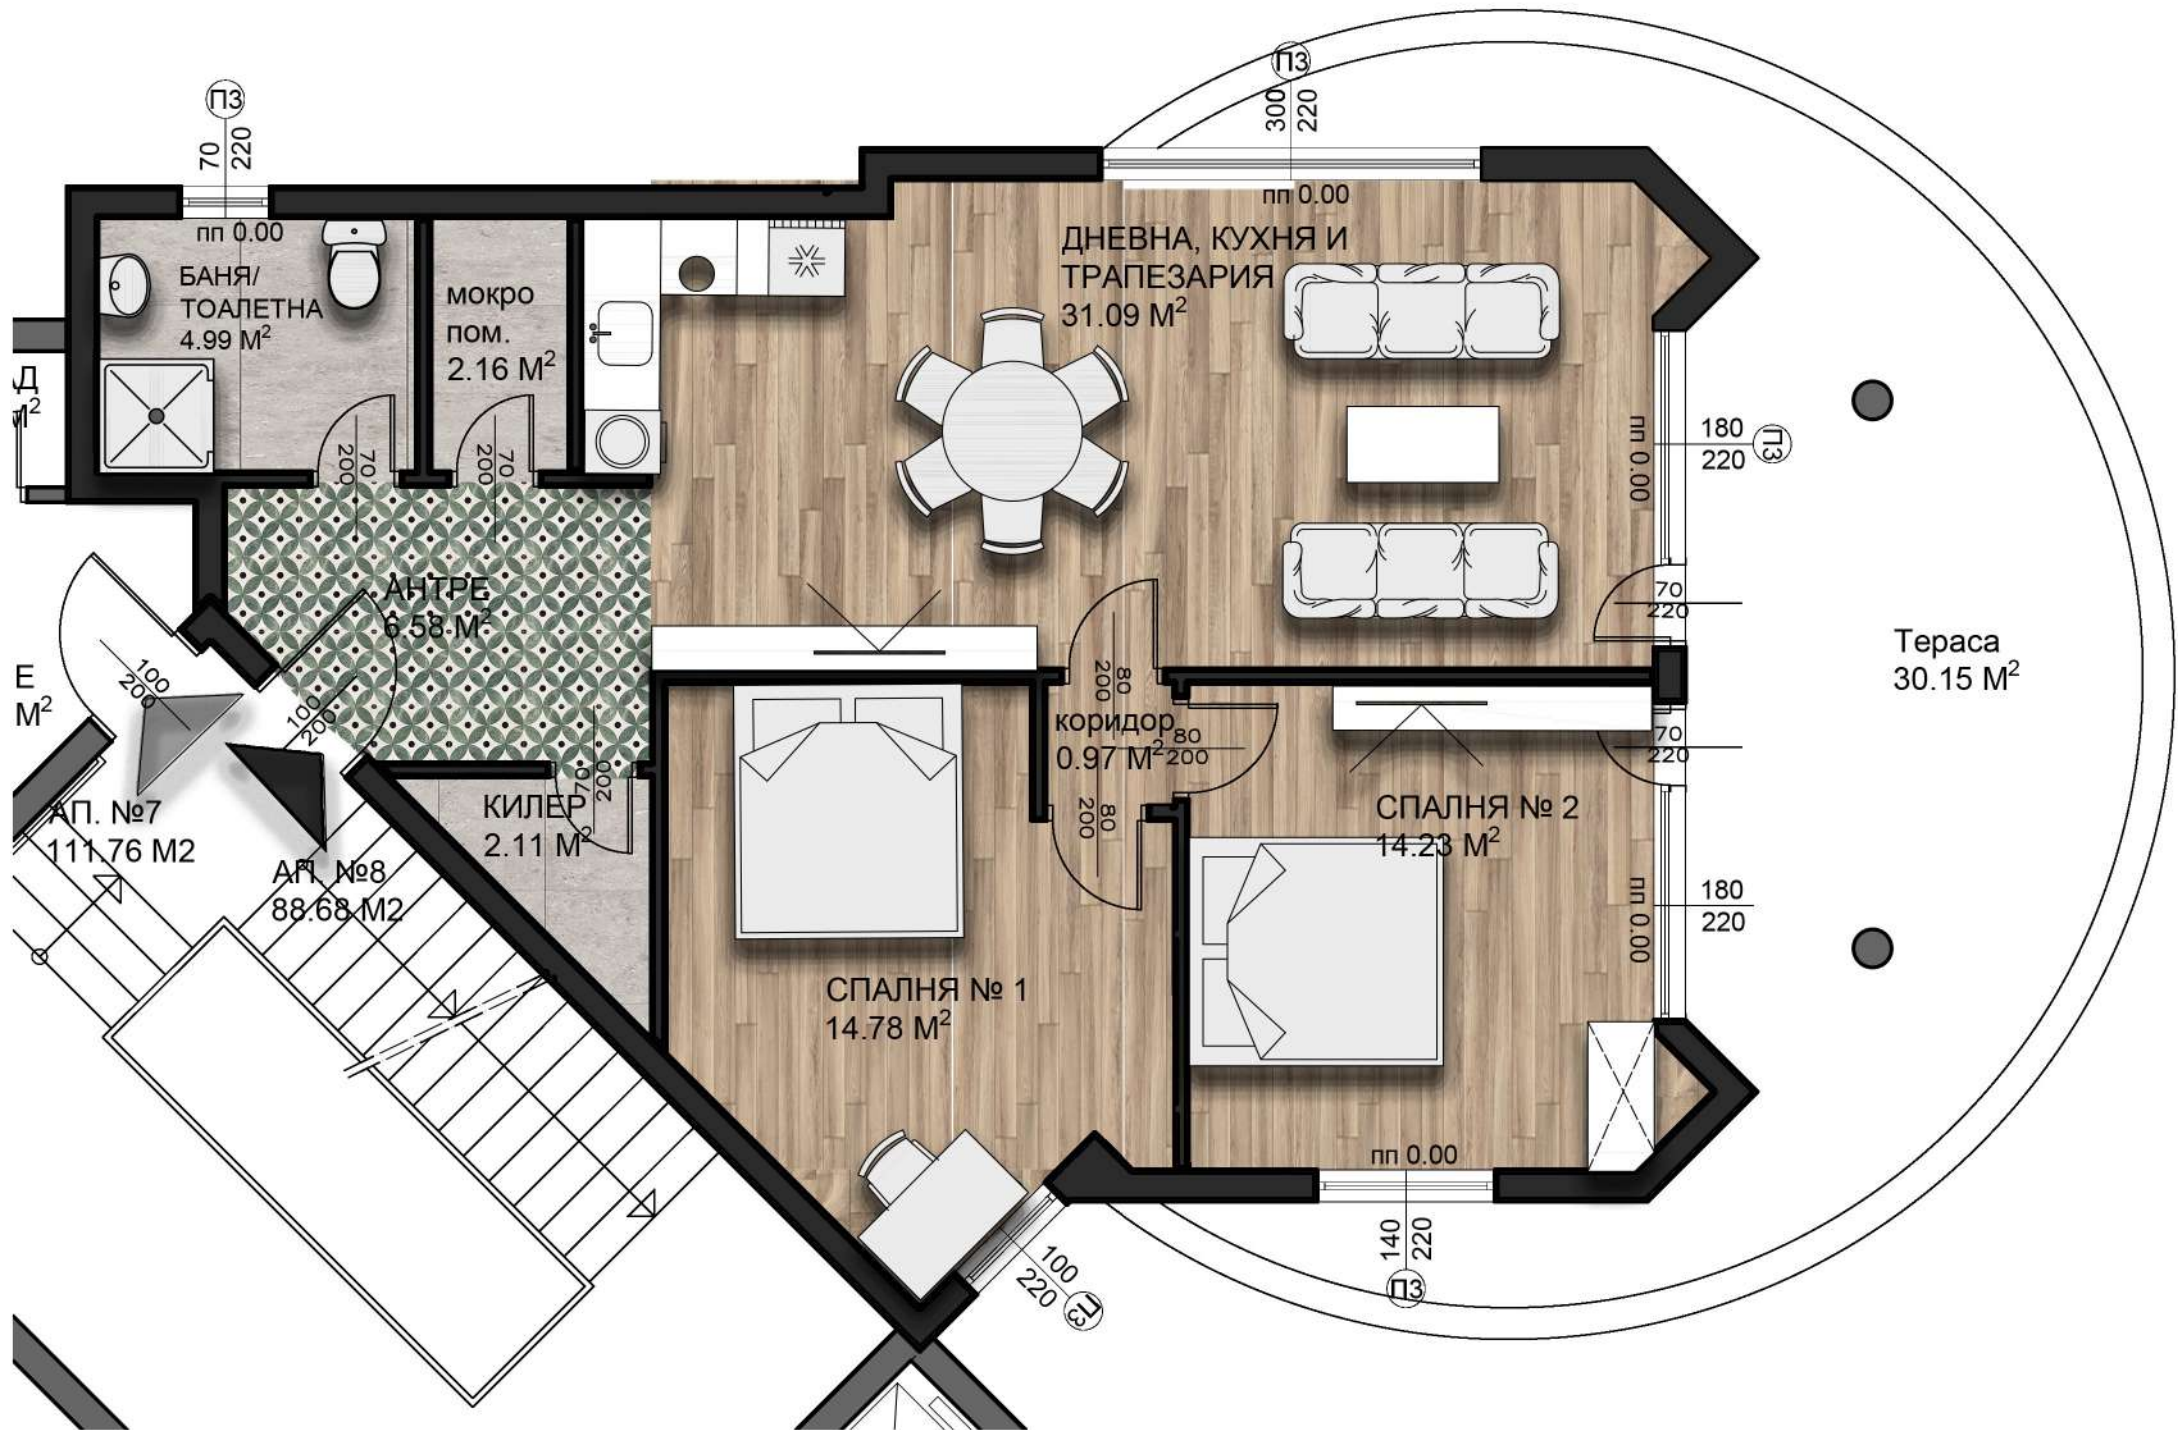 П3
70
220
пп 0.00
БАНЯ/
ТОАЛЕТНА
4.99 М²
70
200
мокро
пом.
2.16 М²
70
200
П3
300
220
пп 0.00
ДНЕВНА, КУХНЯ И
ТРАПЕЗАРИЯ
31.09 М²
пп 0.00
180
220
П3
70
220
Тераса
30.15 М²
АНТРЕ
6.58 М²
100
200
100
200
Е
М²
АП. №7
111.76 М2
АП. №8
88.68 М2
КИЛЕР
2.11 М²
70
200
80
200
коридор
0.97 М²
80
200
80
200
70
220
СПАЛНЯ № 2
14.23 М²
пп 0.00
180
220
СПАЛНЯ № 1
14.78 М²
пп 0.00
140
220
П3
100
220
П3